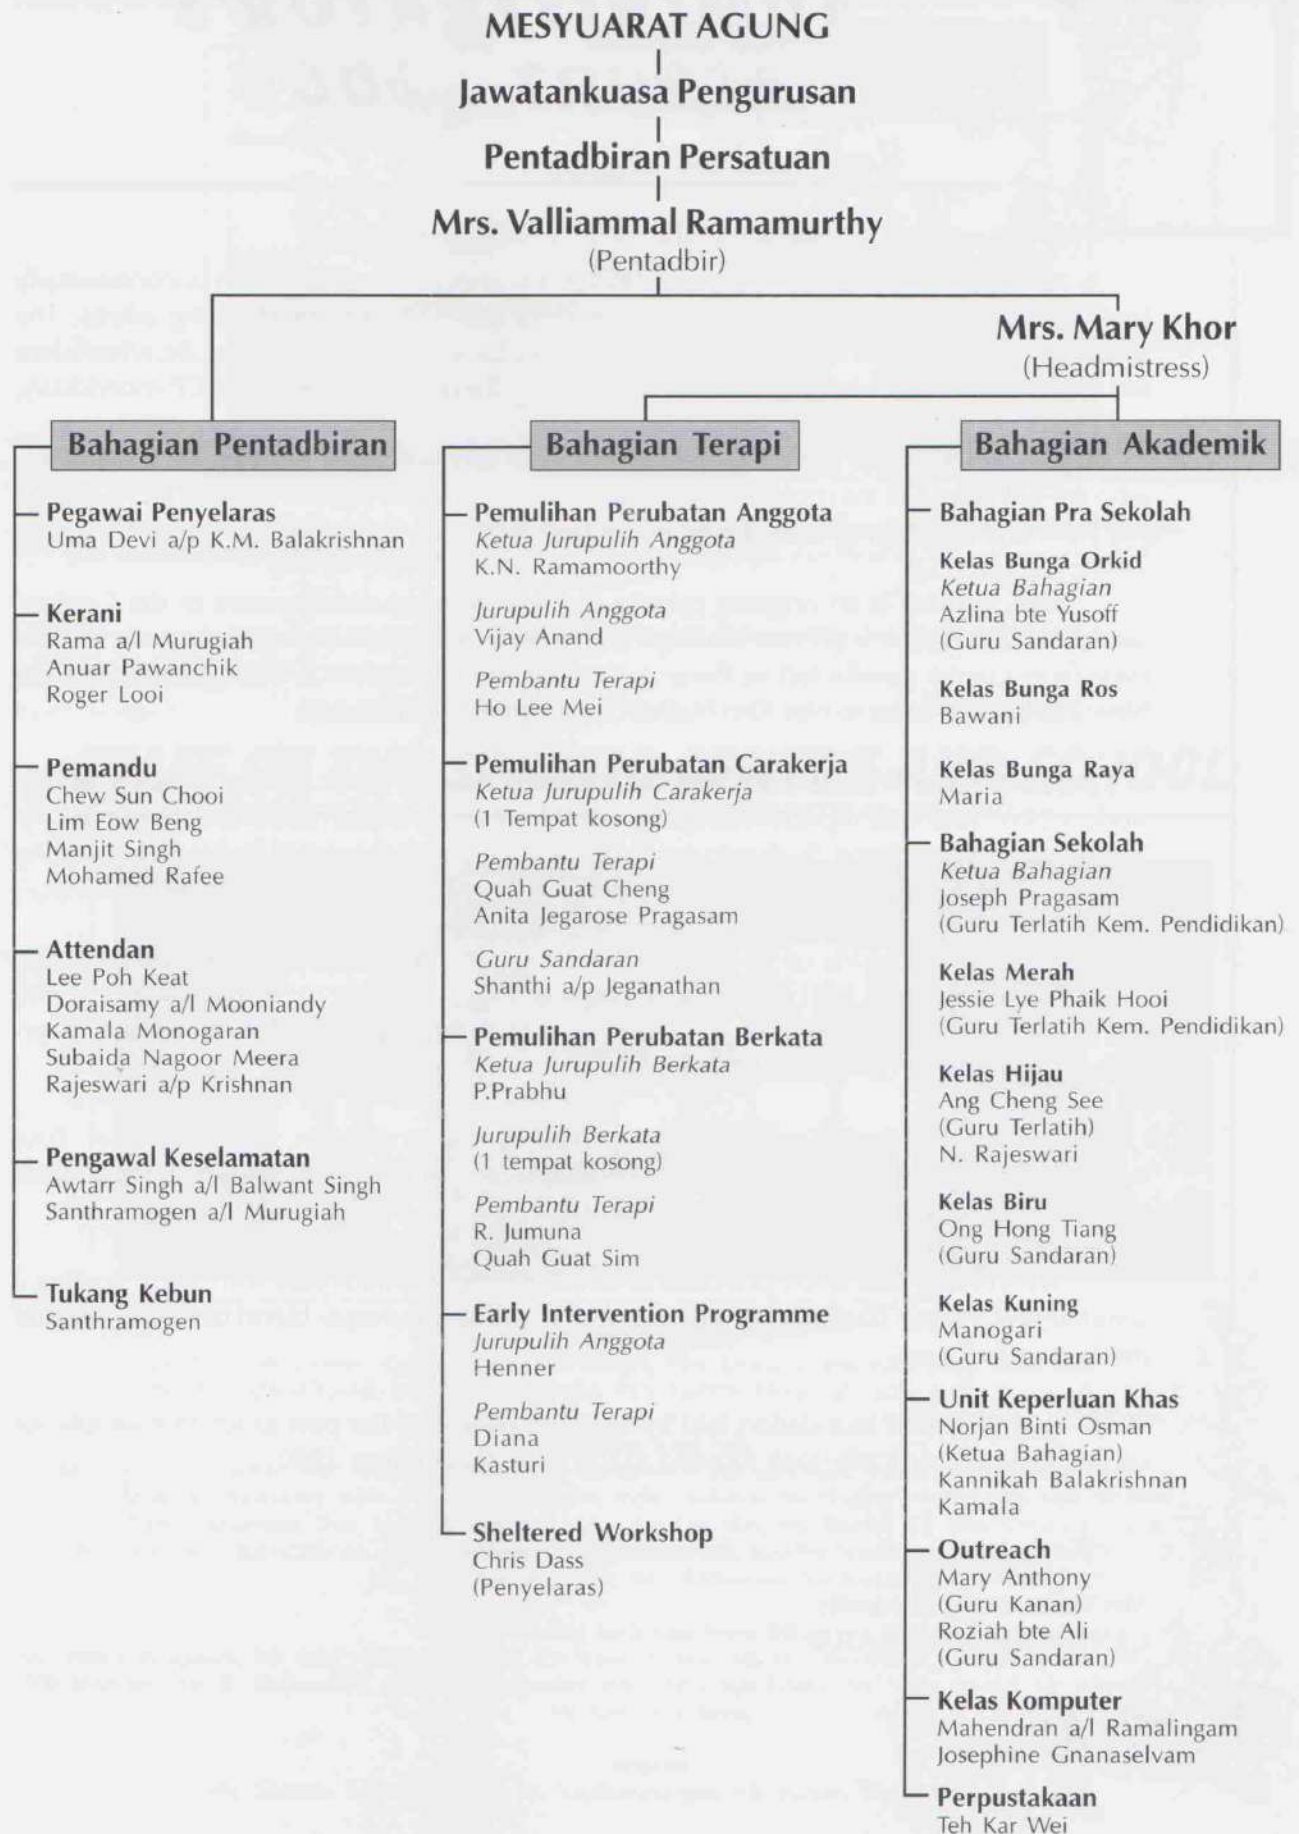 MESYUARAT AGUNG
Jawatankuasa Pengurusan
Pentadbiran Persatuan
Mrs. Valliammal Ramamurthy
(Pentadbir)
Mrs. Mary Khor
(Headmistress)
Bahagian Pentadbiran
Pegawai Penyelaras
Uma Devi a/p K.M. Balakrishnan
Kerani
Rama a/l Murugiah
Anuar Pawanchik
Roger Looi
Pemandu
Chew Sun Chooi
Lim Eow Beng
Manjit Singh
Mohamed Rafee
Attendan
Lee Poh Keat
Doraisamy a/l Mooniandy
Kamala Monogaran
Subaida Nagoor Meera
Rajeswari a/p Krishnan
Pengawal Keselamatan
Awtarr Singh a/l Balwant Singh
Santhramogen a/l Murugiah
Tukang Kebun
Santhramogen
Bahagian Terapi
Pemulihan Perubatan Anggota
Ketua Jurupulih Anggota
K.N. Ramamoorthy
Jurupulih Anggota
Vijay Anand
Pembantu Terapi
Ho Lee Mei
Pemulihan Perubatan Carakerja
Ketua Jurupulih Carakerja
(1 Tempat kosong)
Pembantu Terapi
Quah Guat Cheng
Anita Jegarose Pragasam
Guru Sandaran
Shanthi a/p Jeganathan
Pemulihan Perubatan Berkata
Ketua Jurupulih Berkata
P.Prabhu
Jurupulih Berkata
(1 tempat kosong)
Pembantu Terapi
R. Jumuna
Quah Guat Sim
Early Intervention Programme
Jurupulih Anggota
Henner
Pembantu Terapi
Diana
Kasturi
Sheltered Workshop
Chris Dass
(Penyelaras)
Bahagian Akademik
Bahagian Pra Sekolah
Kelas Bunga Orkid
Ketua Bahagian
Azlina bte Yusoff
(Guru Sandaran)
Kelas Bunga Ros
Bawani
Kelas Bunga Raya
Maria
Bahagian Sekolah
Ketua Bahagian
Joseph Pragasam
(Guru Terlatih Kem. Pendidikan)
Kelas Merah
Jessie Lye Phaik Hooi
(Guru Terlatih Kem. Pendidikan)
Kelas Hijau
Ang Cheng See
(Guru Terlatih)
N. Rajeswari
Kelas Biru
Ong Hong Tiang
(Guru Sandaran)
Kelas Kuning
Manogari
(Guru Sandaran)
Unit Keperluan Khas
Norjan Binti Osman
(Ketua Bahagian)
Kannikah Balakrishnan
Kamala
Outreach
Mary Anthony
(Guru Kanan)
Roziah bte Ali
(Guru Sandaran)
Kelas Komputer
Mahendran a/l Ramalingam
Josephine Gnanaselvam
Perpustakaan
Teh Kar Wei